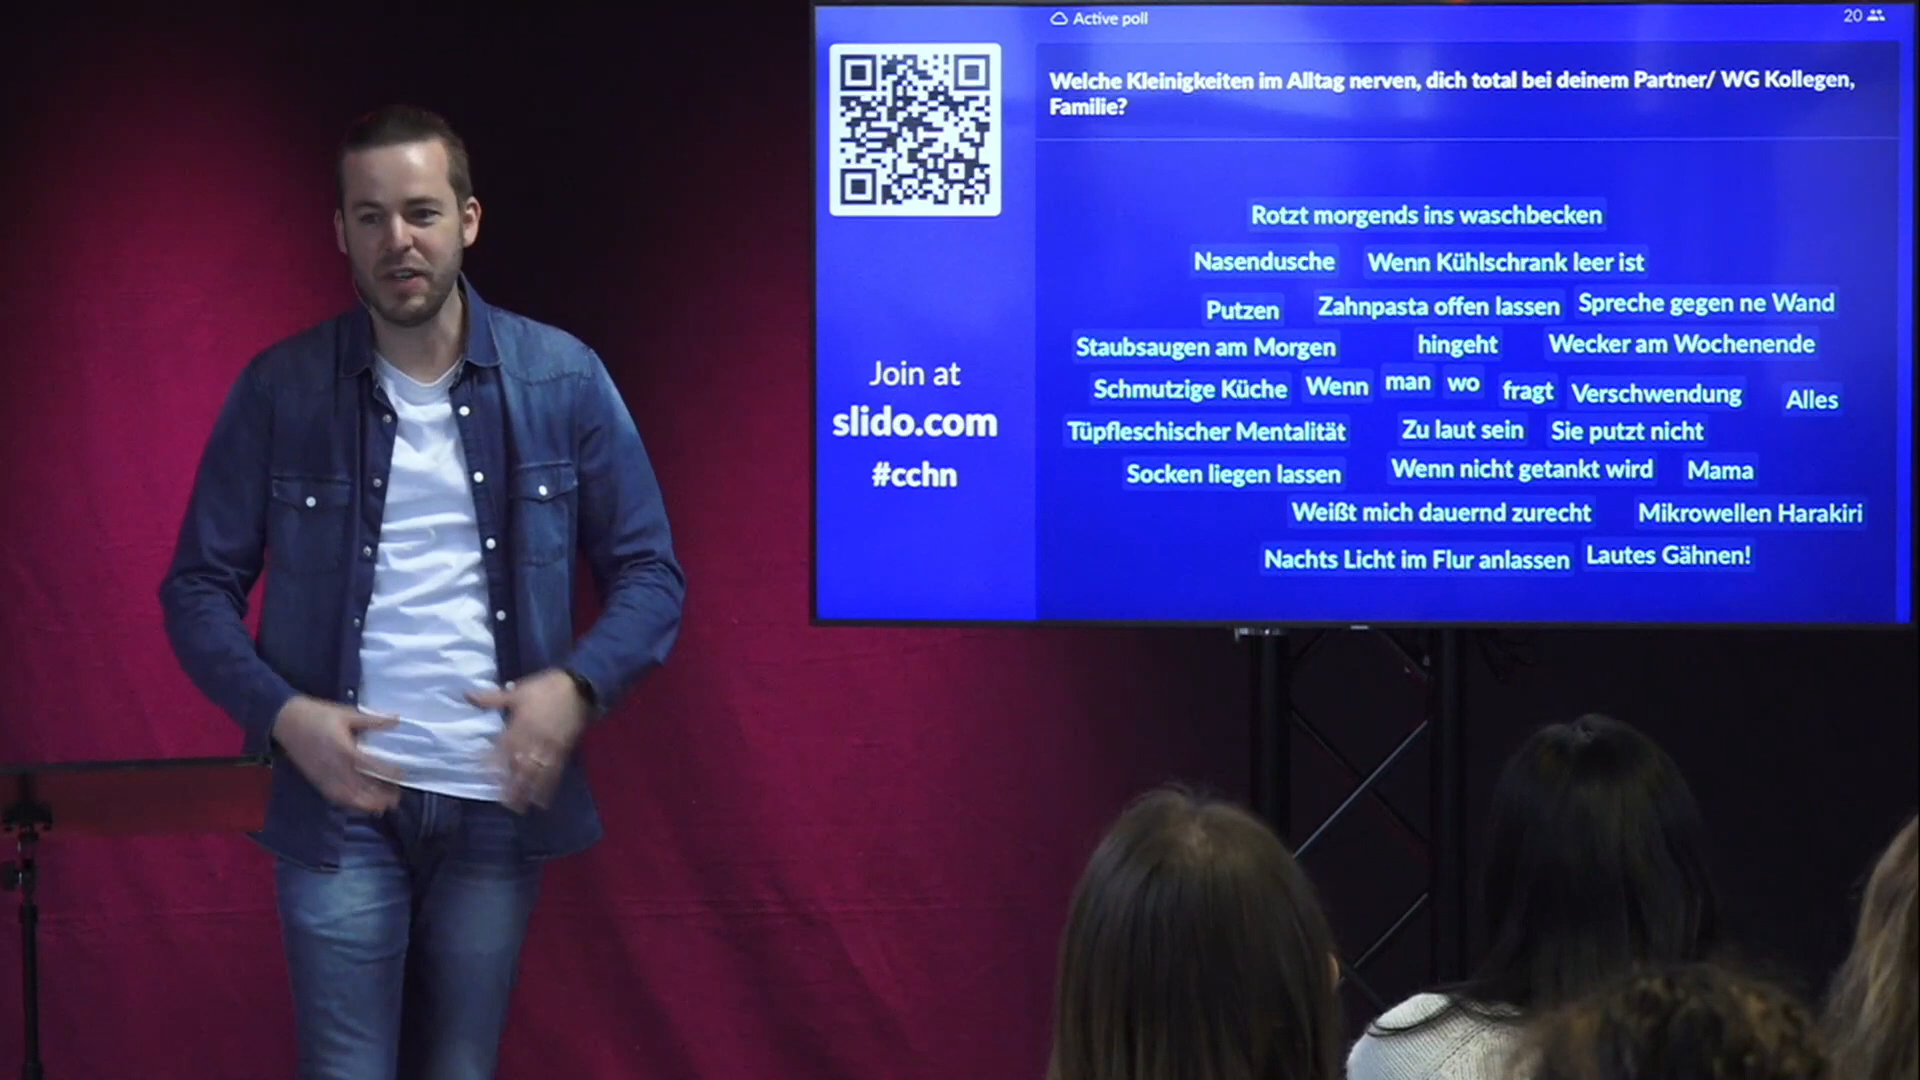 Active poll
20
Welche Kleinigkeiten im Alltag nerven, dich total bei deinem Partner/ WG Kollegen,
Familie?
Join at
slido.com
#cchn
Rotzt morgends ins waschbecken
Nasendusche Wenn Kühlschrank leer ist
Putzen Zahnpasta offen lassen Spreche gegen ne Wand
Staubsaugen am Morgen hingeht Wecker am Wochenende
Schmutzige Küche Wenn man wo fragt Verschwendung Alles
Tüpfleschischer Mentalität Zu laut sein Sie putzt nicht
Socken liegen lassen Wenn nicht getankt wird Mama
Weißt mich dauernd zurecht Mikrowellen Harakiri
Nachts Licht im Flur anlassen Lautes Gähnen!